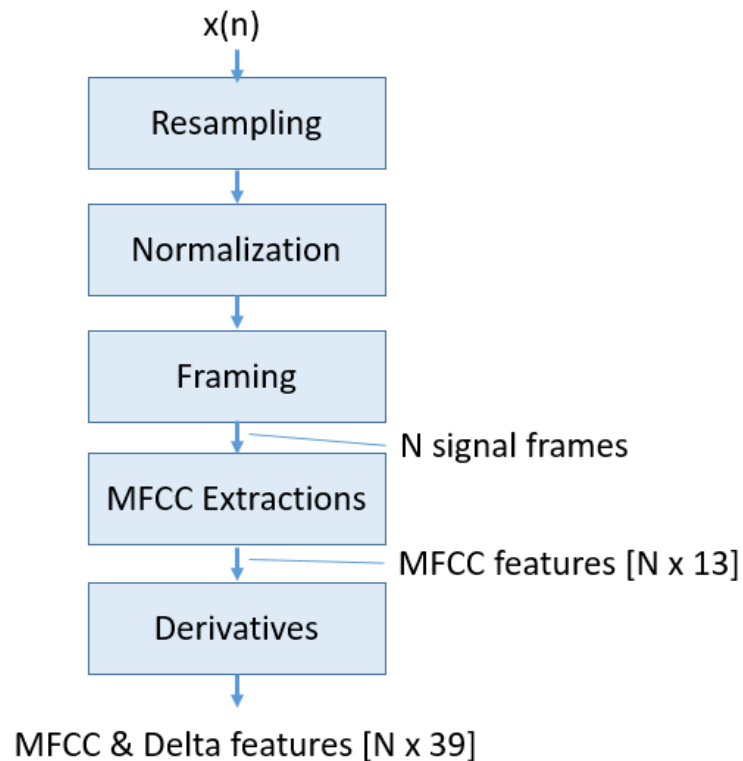 x(n)
Resampling
Normalization
Framing
N signal frames
MFCC Extractions
MFCC features [N x 13]
Derivatives
MFCC & Delta features [N x 39]